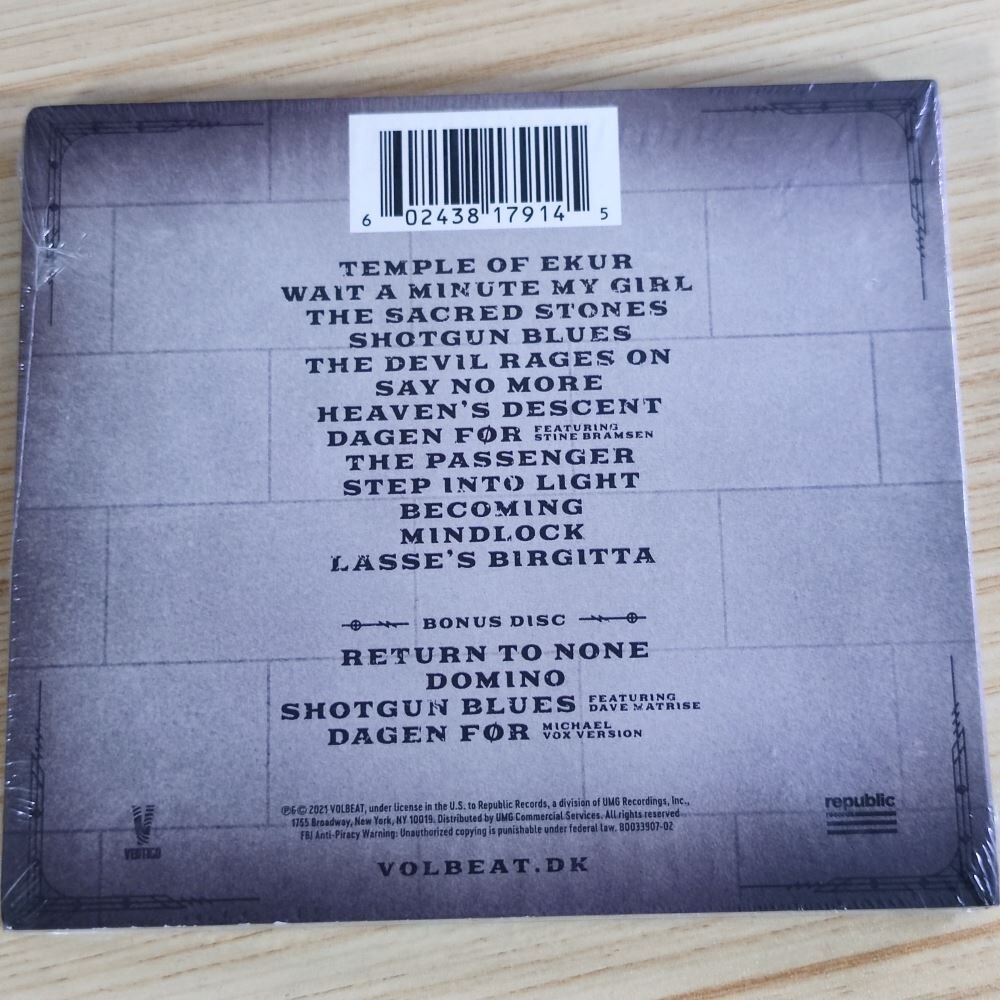 6 02438 17914 5
TEMPLE OF EKUR
WAIT A MINUTE MY GIRL
THE SACRED STONES
SHOTGUN BLUES
THE DEVIL RAGES ON
SAY NO MORE
HEAVEN'S DESCENT
DAGEN FØR FEATURING STINE BRAMSEN
THE PASSENGER
STEP INTO LIGHT
BECOMING
MINDLOCK
LASSE'S BIRGITTA
BONUS DISC
RETURN TO NONE
DOMINO
SHOTGUN BLUES FEATURING DAVE MATRISE
DAGEN FØR MICHAEL VOX VERSION
℗&© 2021 VOLBEAT, under license in the U.S. to Republic Records, a division of UMG Recordings, Inc.,
1755 Broadway, New York, NY 10019. Distributed by UMG Commercial Services. All rights reserved
FBI Anti-Piracy Warning: Unauthorized copying is punishable under federal law. B0033907-02
VERTIGO
republic
records
VOLBEAT.DK